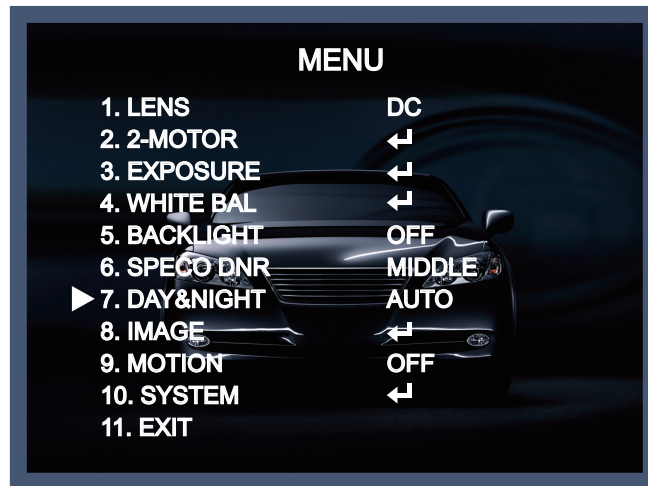 MENU
1. LENS DC
2. 2-MOTOR ↵
3. EXPOSURE ↵
4. WHITE BAL ↵
5. BACKLIGHT OFF
6. SPECO DNR MIDDLE
▶ 7. DAY&NIGHT AUTO
8. IMAGE ↵
9. MOTION OFF
10. SYSTEM ↵
11. EXIT